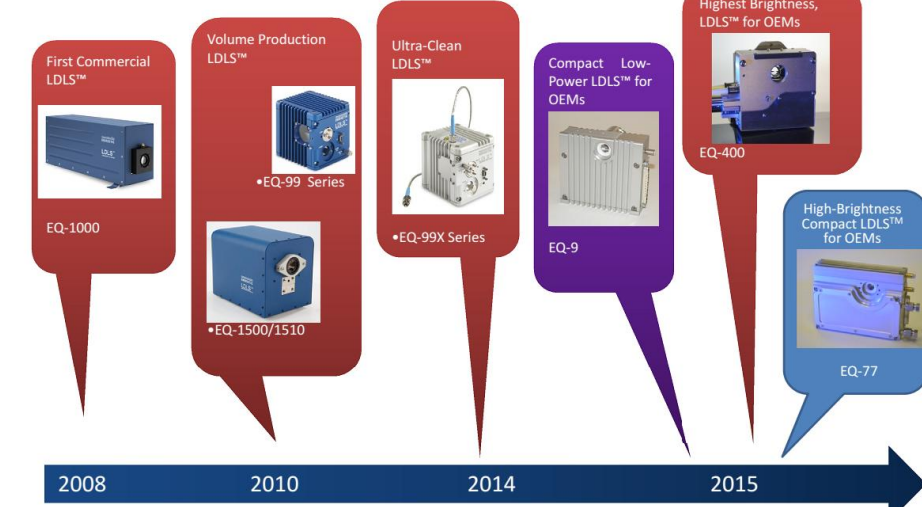 First Commercial
LDLS™
EQ-1000
Volume Production
LDLS™
•EQ-99 Series
•EQ-1500/1510
Ultra-Clean
LDLS™
•EQ-99X Series
Compact Low-
Power LDLS™ for
OEMs
EQ-9
Highest Brightness,
LDLS™ for OEMs
EQ-400
High-Brightness
Compact LDLS™
for OEMs
EQ-77
2008
2010
2014
2015